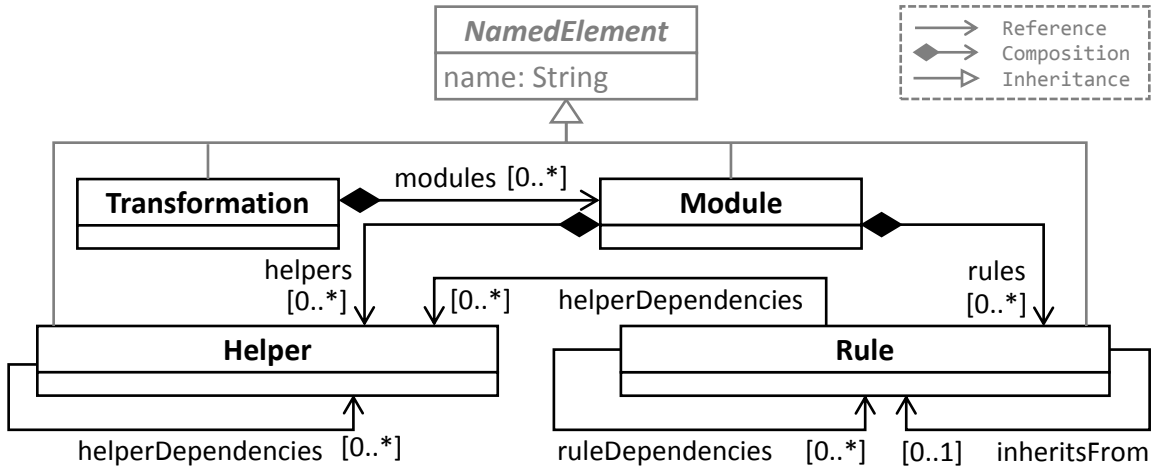 NamedElement
name: String
Reference
Composition
Inheritance
modules [0..*]
Transformation
Module
helpers
[0..*]
[0..*]
helperDependencies
rules
[0..*]
Helper
Rule
helperDependencies [0..*]
ruleDependencies [0..*]
[0..1] inheritsFrom